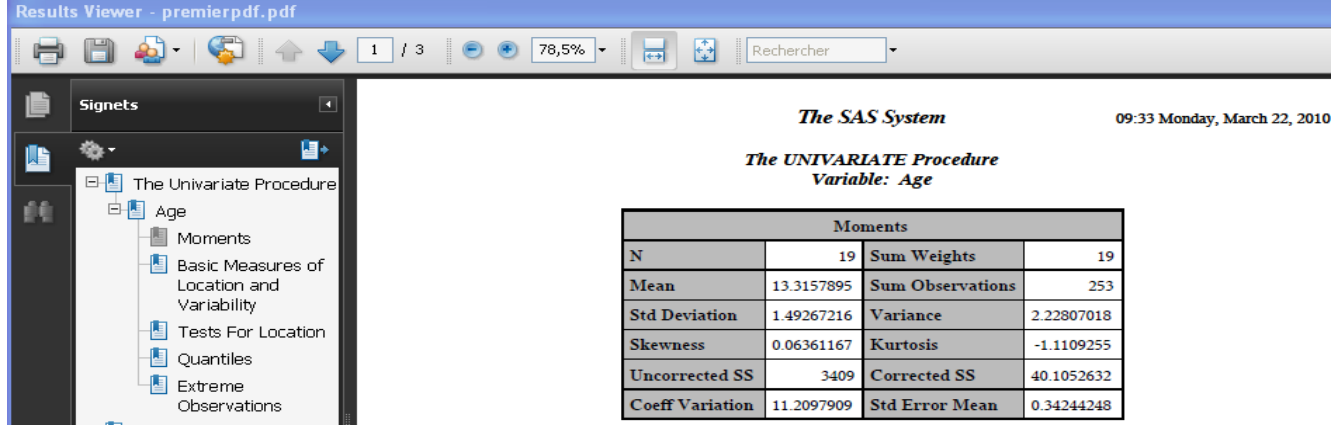 Results Viewer - premierpdf.pdf
1 / 3 78,5% Rechercher
Signets
The Univariate Procedure
Age
Moments
Basic Measures of
Location and
Variability
Tests For Location
Quantiles
Extreme
Observations
The SAS System 09:33 Monday, March 22, 2010
The UNIVARIATE Procedure
Variable: Age
Moments
N 19 Sum Weights 19
Mean 13.3157895 Sum Observations 253
Std Deviation 1.49267216 Variance 2.22807018
Skewness 0.06361167 Kurtosis -1.1109255
Uncorrected SS 3409 Corrected SS 40.1052632
Coeff Variation 11.2097909 Std Error Mean 0.34244248